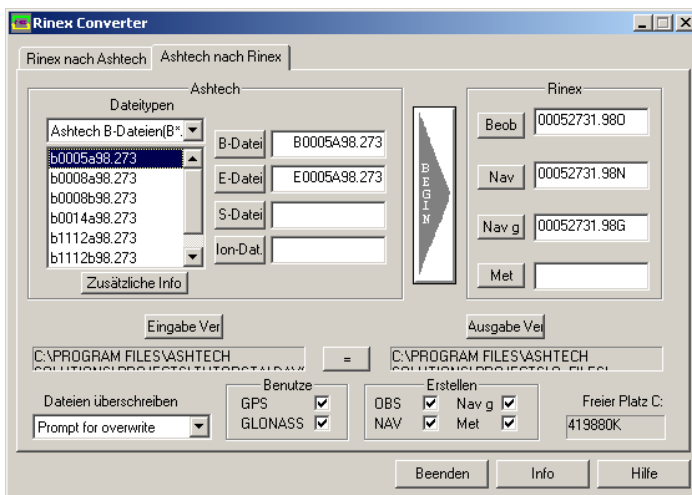 Rinex Converter
Rinex nach Ashtech
Ashtech nach Rinex
Ashtech
Dateitypen
Ashtech B-Dateien(B*.
b0005a98.273
b0008a98.273
b0008b98.273
b0014a98.273
b1112a98.273
b1112b98.273
Zusätzliche Info
B-Datei B0005A98.273
E-Datei E0005A98.273
S-Datei
Ion-Dat.
BEGIN
Rinex
Beob 00052731.98O
Nav 00052731.98N
Nav g 00052731.98G
Met
Eingabe Ver
C:\PROGRAM FILES\ASHTECH
=
Ausgabe Ver
C:\PROGRAM FILES\ASHTECH
Dateien überschreiben
Prompt for overwrite
Benutze
GPS
GLONASS
Erstellen
OBS Nav g
NAV Met
Freier Platz C:
419880K
Beenden
Info
Hilfe